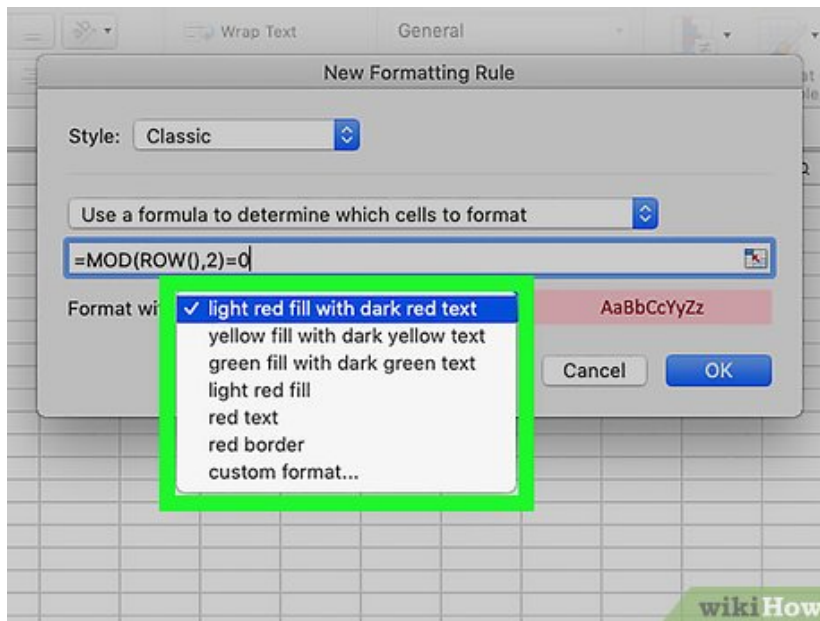 Wrap Text
General
New Formatting Rule
Style: Classic
Use a formula to determine which cells to format
=MOD(ROW(),2)=0
Format wi ✓ light red fill with dark red text AaBbCcYyZz
yellow fill with dark yellow text
green fill with dark green text
light red fill
red text
red border
custom format...
Cancel
OK
wikiHow